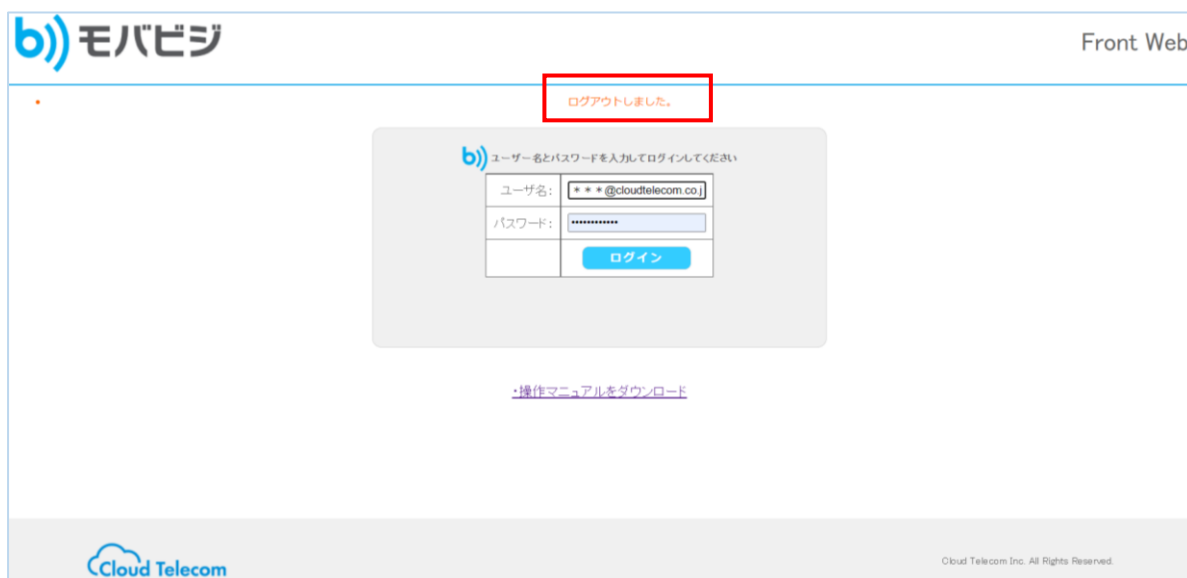 b)) モバビジ
Front Web
ログアウトしました。
b)) ユーザー名とパスワードを入力してログインしてください
ユーザ名:
＊＊＊@cloudtelecom.co.j
パスワード:
••••••••••••
ログイン
・操作マニュアルをダウンロード
Cloud Telecom
Cloud Telecom Inc. All Rights Reserved.